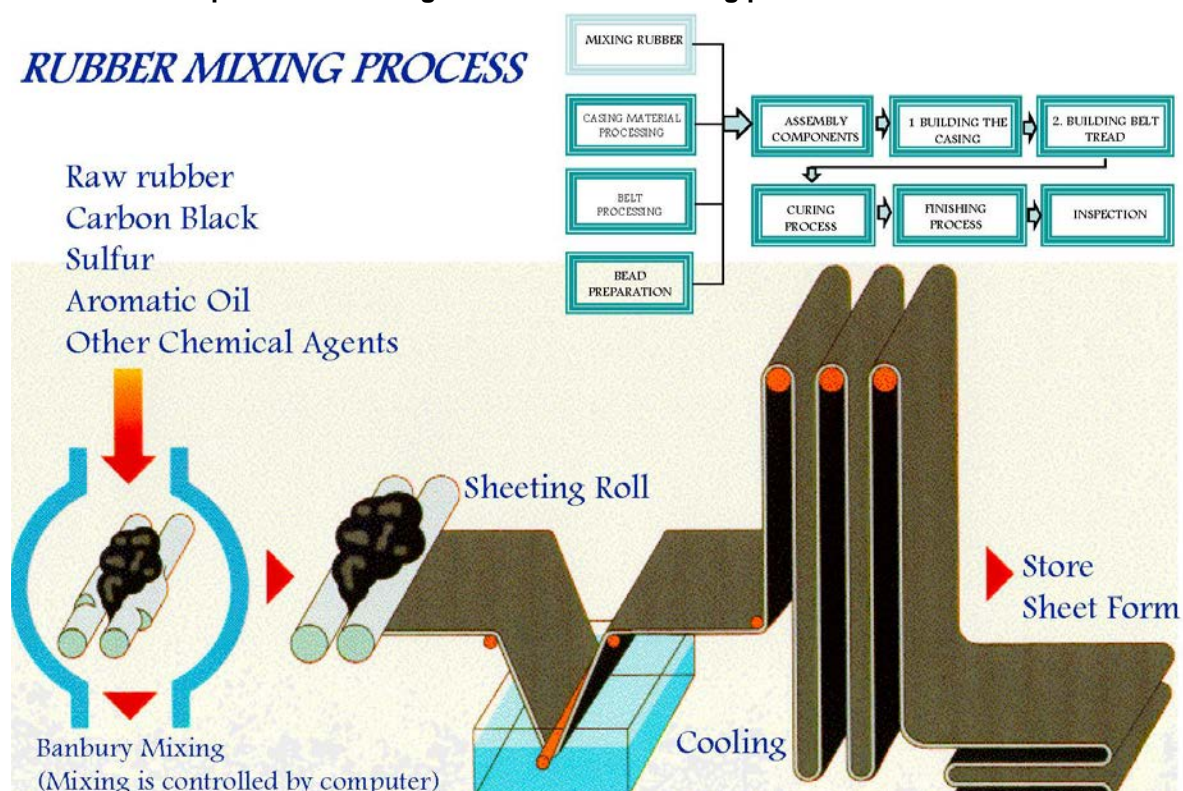 RUBBER MIXING PROCESS
Raw rubber
Carbon Black
Sulfur
Aromatic Oil
Other Chemical Agents
MIXING RUBBER
CASING MATERIAL
PROCESSING
BELT
PROCESSING
BEAD
PREPARATION
ASSEMBLY
COMPONENTS
1 BUILDING THE
CASING
2. BUILDING BELT
TREAD
CURING
PROCESS
FINISHING
PROCESS
INSPECTION
Sheeting Roll
Store
Sheet Form
Cooling
Banbury Mixing
(Mixing is controlled by computer)